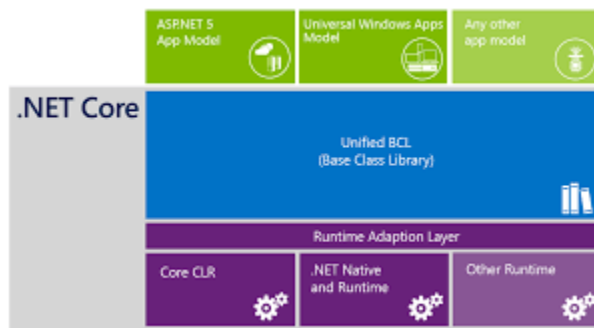 ASP.NET 5
App Model
Universal Windows Apps
Model
Any other
app model
.NET Core
Unified BCL
(Base Class Library)
Runtime Adaption Layer
Core CLR
.NET Native
and Runtime
Other Runtime